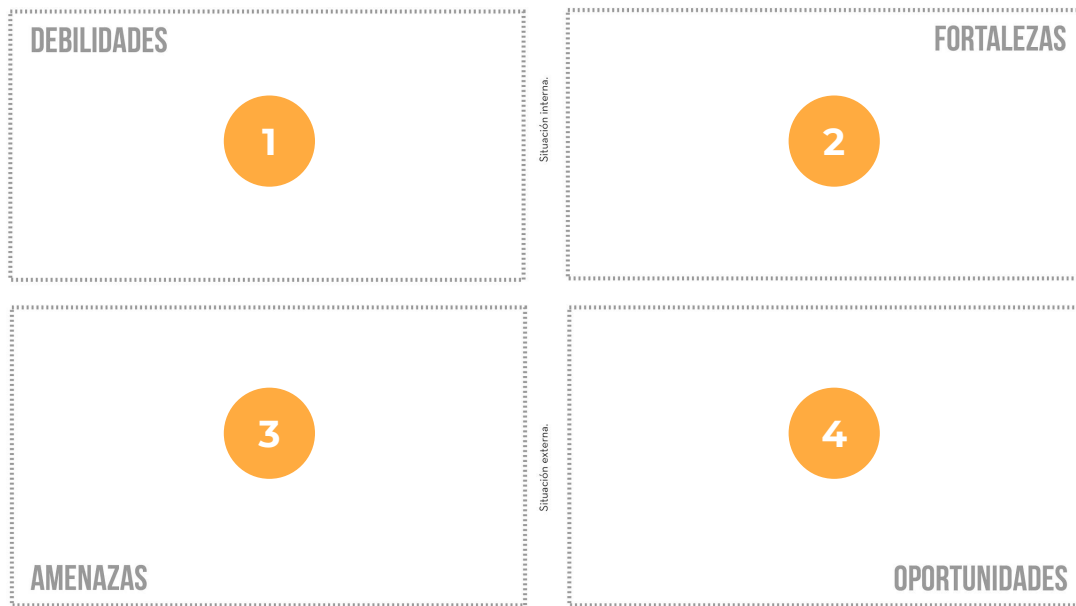 DEBILIDADES
1
Situación interna.
FORTALEZAS
2
3
AMENAZAS
Situación externa.
4
OPORTUNIDADES